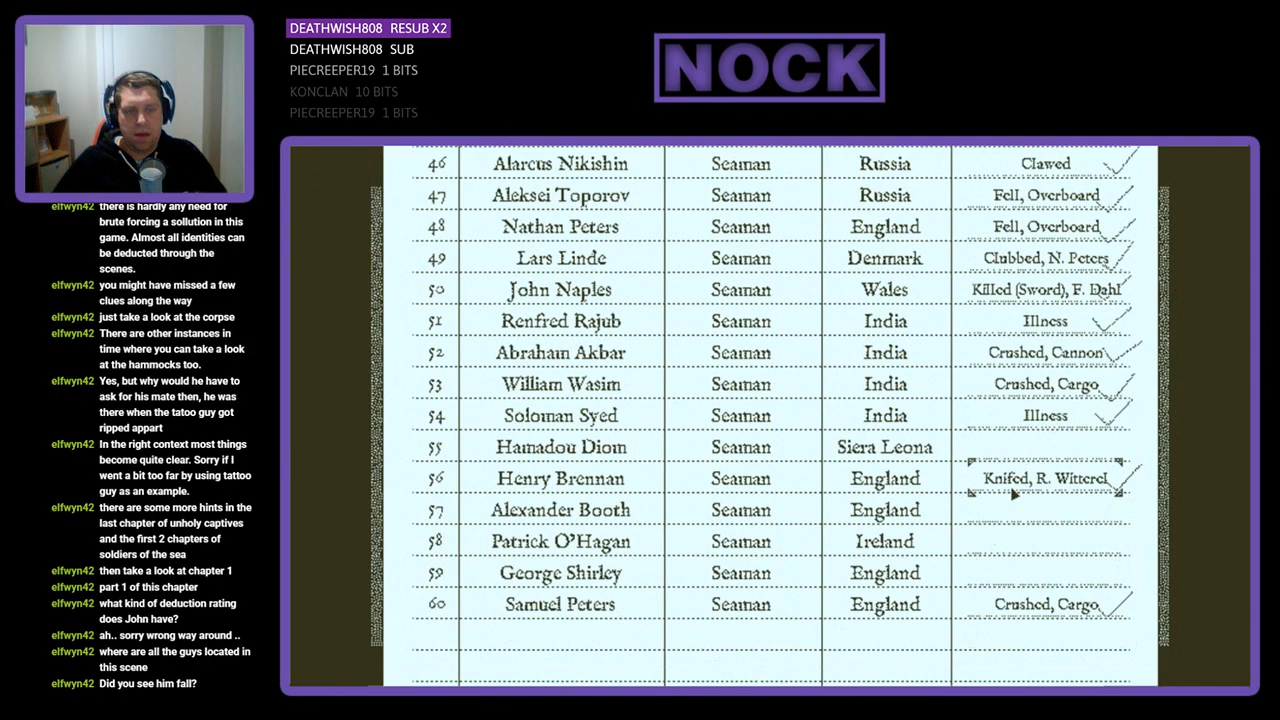 DEATHWISH808 RESUB X2
DEATHWISH808 SUB
PIECREEPER19 1 BITS
KONCLAN 10 BITS
PIECREEPER19 1 BITS
NOCK
elfwyn42 there is hardly any need for
brute forcing a sollution in this
game. Almost all identities can
be deducted through the
scenes.
elfwyn42 you might have missed a few
clues along the way
elfwyn42 just take a look at the corpse
elfwyn42 There are other instances in
time where you can take a look
at the hammocks too.
elfwyn42 Yes, but why would he have to
ask for his mate then, he was
there when the tatoo guy got
ripped appart
elfwyn42 In the right context most things
become quite clear. Sorry if I
went a bit too far by using tattoo
guy as an example.
elfwyn42 there are some more hints in the
last chapter of unholy captives
and the first 2 chapters of
soldiers of the sea
elfwyn42 then take a look at chapter 1
elfwyn42 part 1 of this chapter
elfwyn42 what kind of deduction rating
does John have?
elfwyn42 ah.. sorry wrong way around ..
elfwyn42 where are all the guys located in
this scene
elfwyn42 Did you see him fall?
46 Alarcus Nikishin Seaman Russia Clawed
47 Aleksei Toporov Seaman Russia Fell, Overboard
48 Nathan Peters Seaman England Fell, Overboard
49 Lars Linde Seaman Denmark Clubbed, N. Peters
50 John Naples Seaman Wales Killed (Sword), F. Dahl
51 Renfred Rajub Seaman India Illness
52 Abraham Akbar Seaman India Crushed, Cannon
53 William Wasim Seaman India Crushed, Cargo
54 Soloman Syed Seaman India Illness
55 Hamadou Diom Seaman Siera Leona
56 Henry Brennan Seaman England Knifed, R. Witterel
57 Alexander Booth Seaman England
58 Patrick O'Hagan Seaman Ireland
59 George Shirley Seaman England
60 Samuel Peters Seaman England Crushed, Cargo